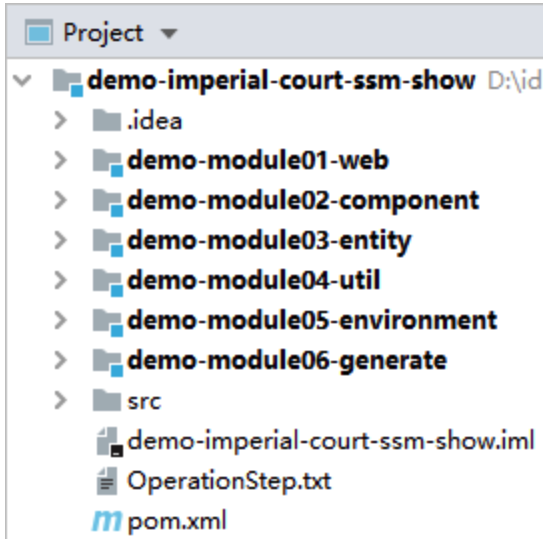 Project
demo-imperial-court-ssm-show D:\id
.idea
demo-module01-web
demo-module02-component
demo-module03-entity
demo-module04-util
demo-module05-environment
demo-module06-generate
src
demo-imperial-court-ssm-show.iml
OperationStep.txt
m pom.xml